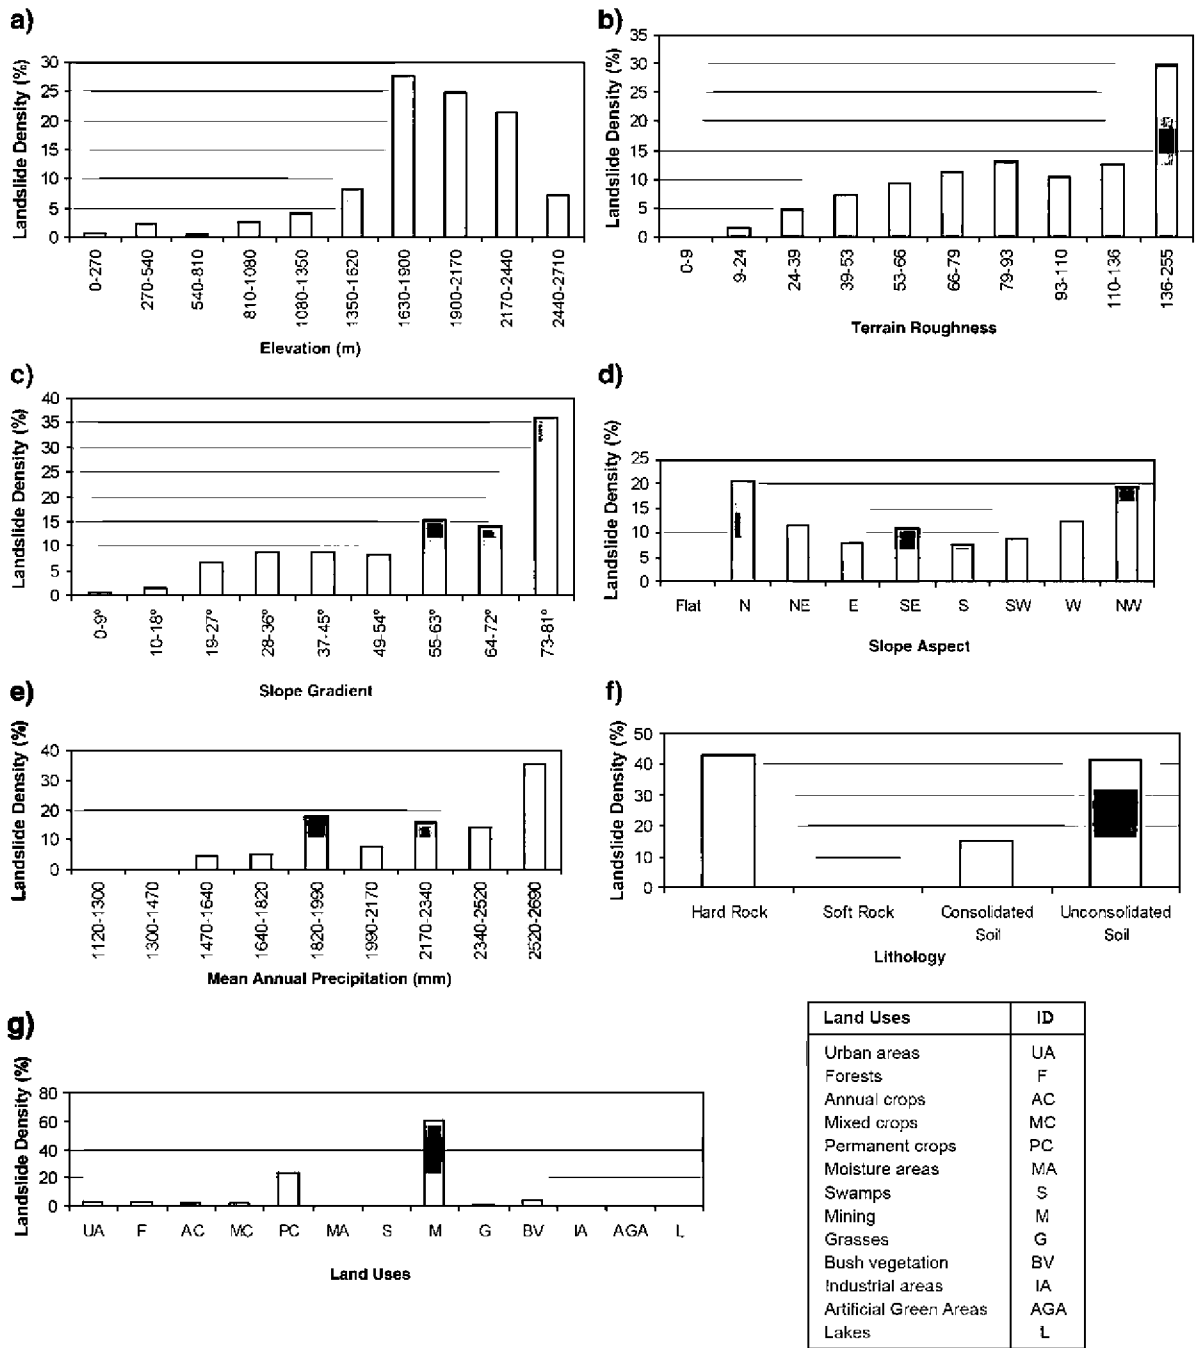 a)
Landslide Density (%)
30
25
20
15
10
5
0
0-270
270-540
540-810
810-1080
1080-1350
1350-1620
1630-1900
1900-2170
2170-2440
2440-2710
Elevation (m)
b)
Landslide Density (%)
35
30
25
20
15
10
5
0
0-9
9-24
24-39
39-53
53-66
66-79
79-93
93-110
110-136
136-255
Terrain Roughness
c)
Landslide Density (%)
40
35
30
25
20
15
10
5
0
0-9°
10-18°
19-27°
28-36°
37-45°
49-54°
55-63°
64-72°
73-81°
Slope Gradient
d)
Landslide Density (%)
25
20
15
10
5
0
Flat N NE E SE S SW W NW
Slope Aspect
e)
Landslide Density (%)
40
30
20
10
0
1120-1300
1300-1470
1470-1640
1640-1820
1820-1990
1990-2170
2170-2340
2340-2520
2520-2690
Mean Annual Precipitation (mm)
f)
Landslide Density (%)
50
40
30
20
10
0
Hard Rock Soft Rock Consolidated Unconsolidated
Soil Soil
Lithology
g)
Landslide Density (%)
80
60
40
20
0
UA F AC MC PC MA S M G BV IA AGA L
Land Uses
Land Uses ID
Urban areas UA
Forests F
Annual crops AC
Mixed crops MC
Permanent crops PC
Moisture areas MA
Swamps S
Mining M
Grasses G
Bush vegetation BV
Industrial areas IA
Artificial Green Areas AGA
Lakes L